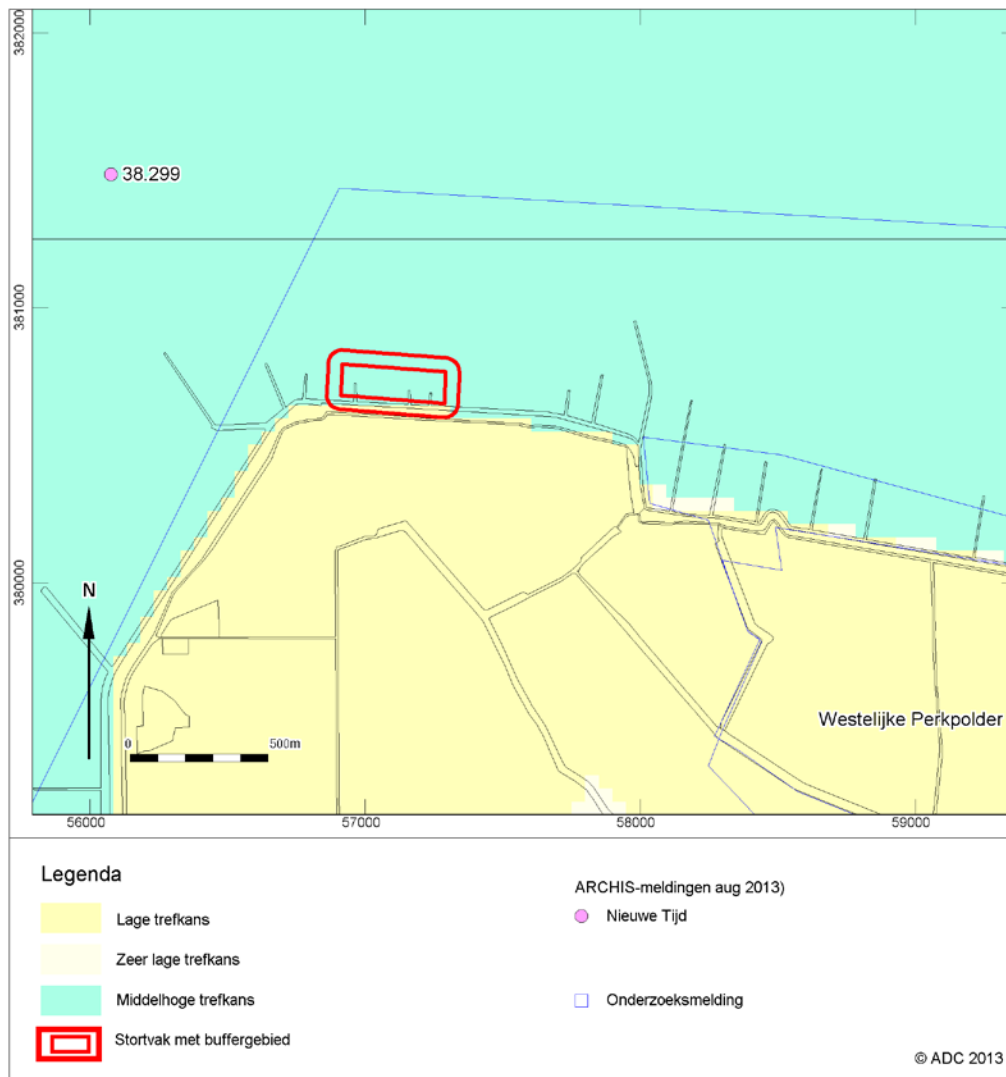 382000
38.299
381000
380000
N
0 500m
Westelijke Perkpolder
56000 57000 58000 59000
Legenda
Lage trefkans
Zeer lage trefkans
Middelhoge trefkans
Stortvak met buffergebied
ARCHIS-meldingen aug 2013)
Nieuwe Tijd
Onderzoeksmelding
© ADC 2013